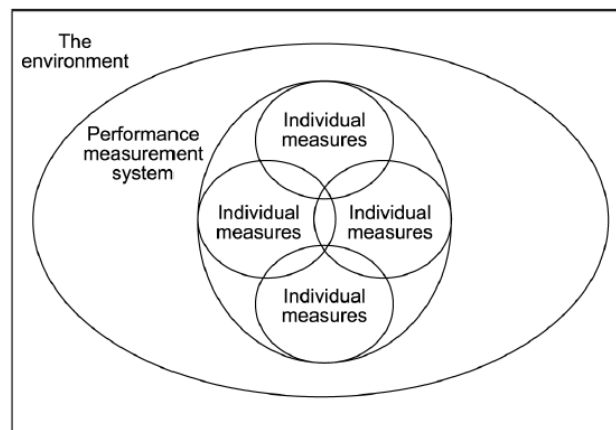 The
environment
Performance
measurement
system
Individual
measures
Individual
measures
Individual
measures
Individual
measures